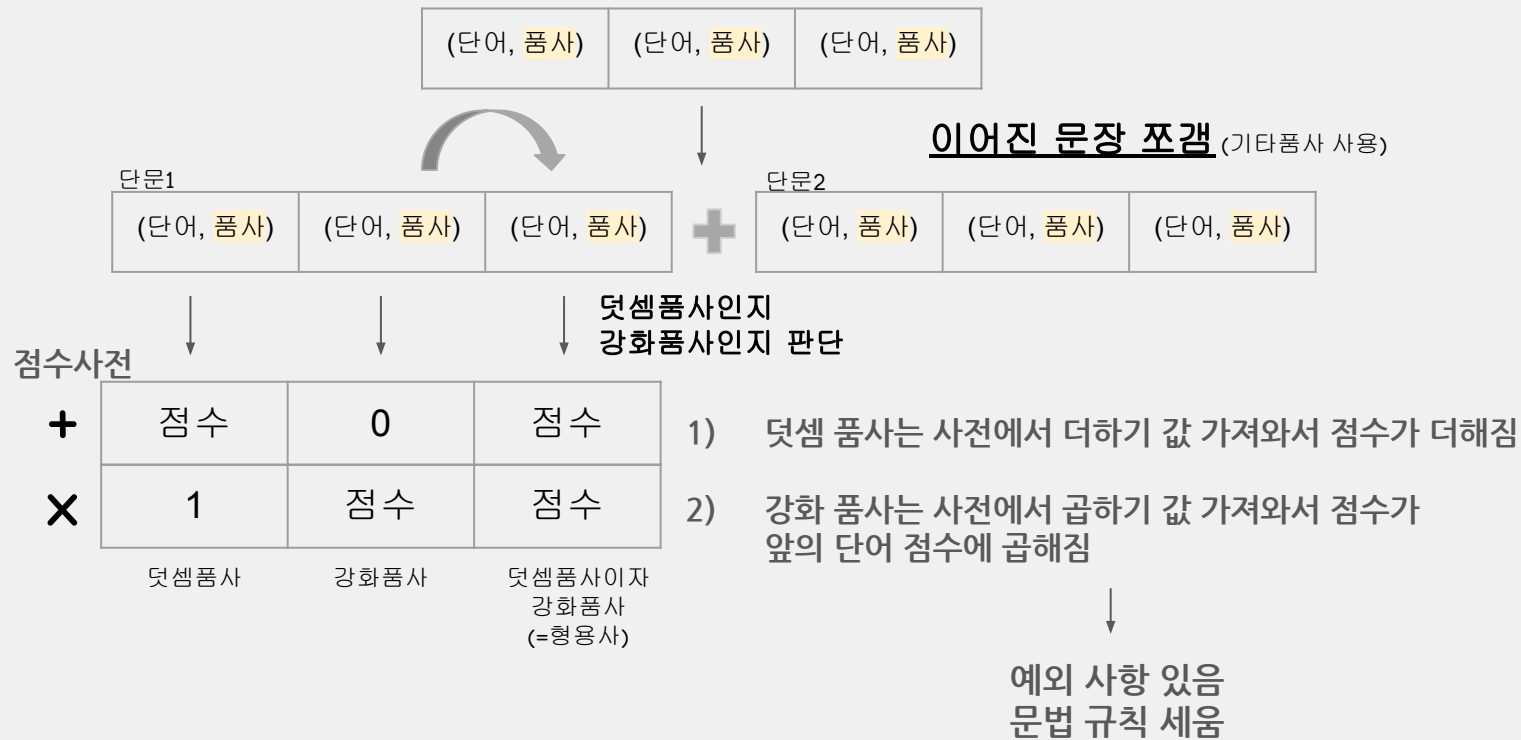 (단어, 품사) (단어, 품사) (단어, 품사)
이어진 문장 쪼갬 (기타품사 사용)
단문1
단문2
(단어, 품사) (단어, 품사) (단어, 품사) (단어, 품사) (단어, 품사) (단어, 품사)
덧셈품사인지
강화품사인지 판단
점수사전
+ 점수 0 점수
× 1 점수 점수
1) 덧셈 품사는 사전에서 더하기 값 가져와서 점수가 더해짐
2) 강화 품사는 사전에서 곱하기 값 가져와서 점수가
앞의 단어 점수에 곱해짐
덧셈품사
강화품사
덧셈품사이자
강화품사
(=형용사)
예외 사항 있음
문법 규칙 세움